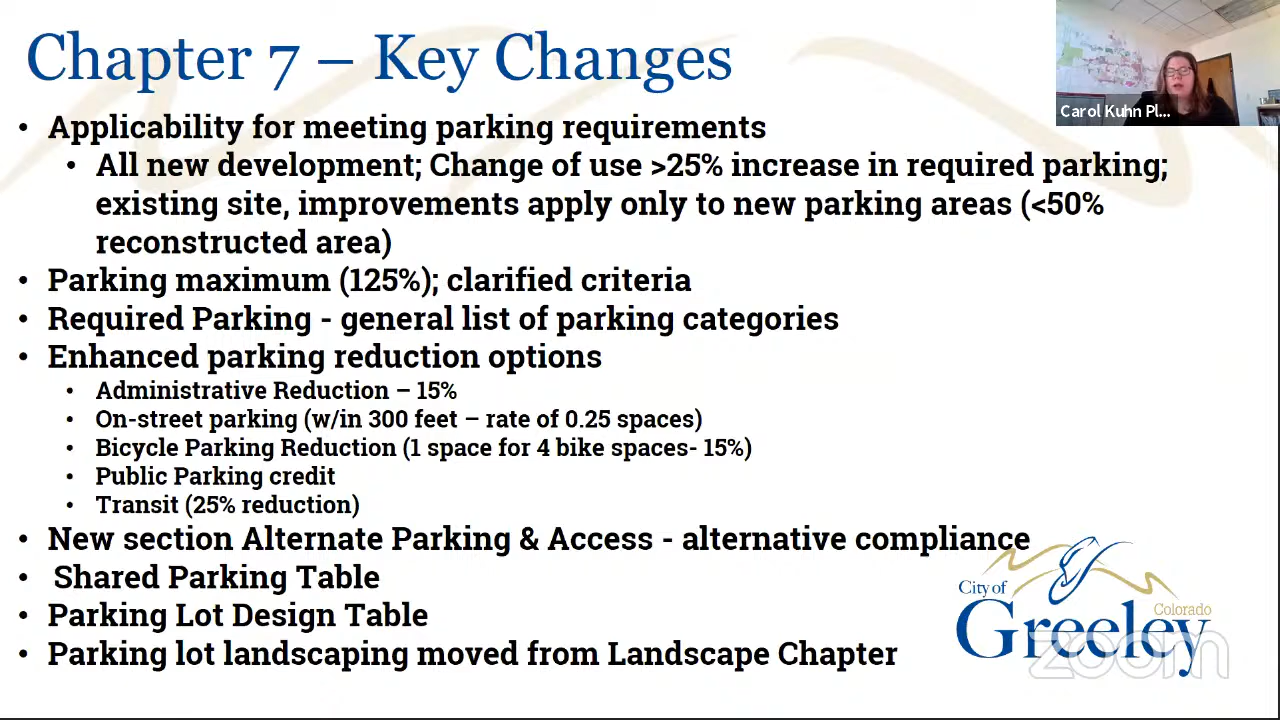 Chapter 7 – Key Changes
Carol Kuhn Pl...
• Applicability for meeting parking requirements
• All new development; Change of use >25% increase in required parking;
existing site, improvements apply only to new parking areas (<50%
reconstructed area)
• Parking maximum (125%); clarified criteria
• Required Parking - general list of parking categories
• Enhanced parking reduction options
• Administrative Reduction – 15%
• On-street parking (w/in 300 feet – rate of 0.25 spaces)
• Bicycle Parking Reduction (1 space for 4 bike spaces- 15%)
• Public Parking credit
• Transit (25% reduction)
• New section Alternate Parking & Access - alternative compliance
• Shared Parking Table
• Parking Lot Design Table
• Parking lot landscaping moved from Landscape Chapter
City of
Colorado
Greeley
zoom